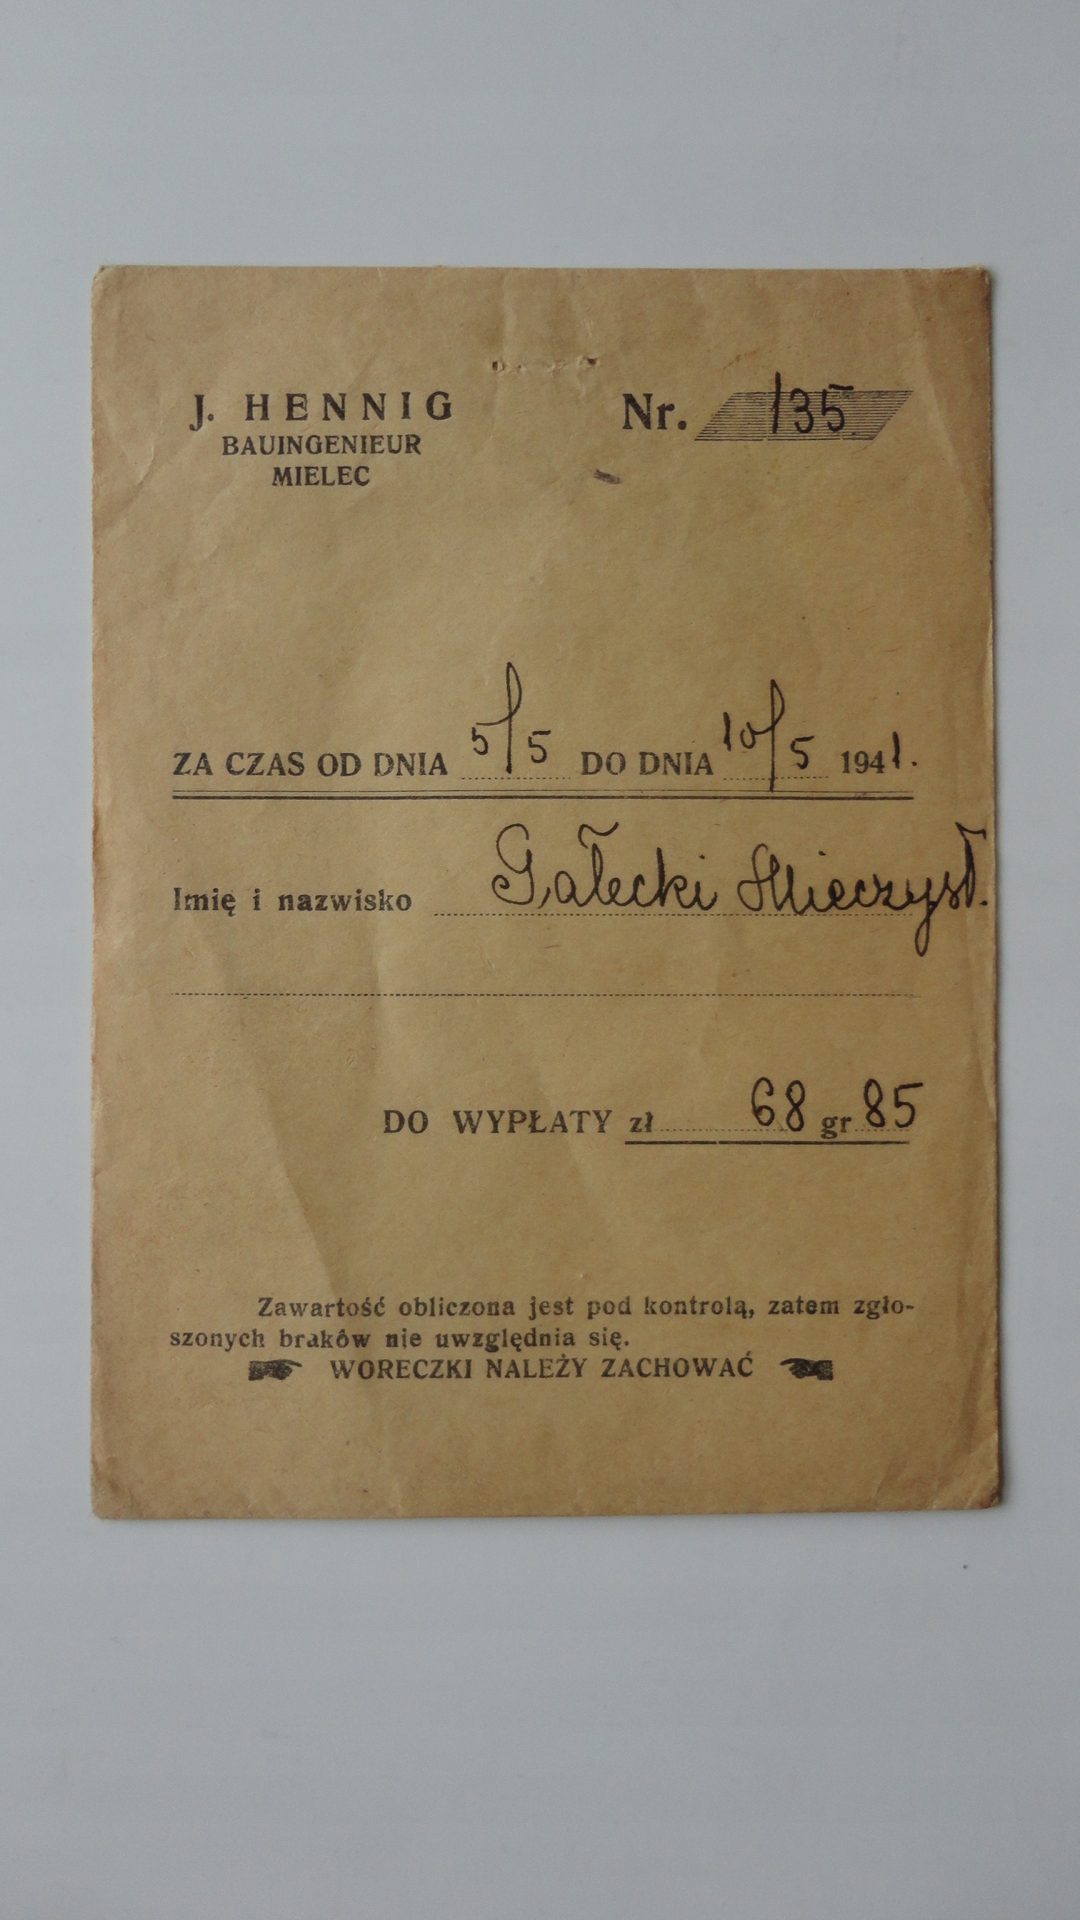 J. HENNIG
BAUINGENIEUR
MIELEC
Nr. 135
ZA CZAS OD DNIA 5/5 DO DNIA 10/5 1941.
Imię i nazwisko Gałecki Mieczysł.
DO WYPŁATY zł 68 gr 85
Zawartość obliczona jest pod kontrolą, zatem zgło-
szonych braków nie uwzględnia się.
WORECZKI NALEŻY ZACHOWAĆ